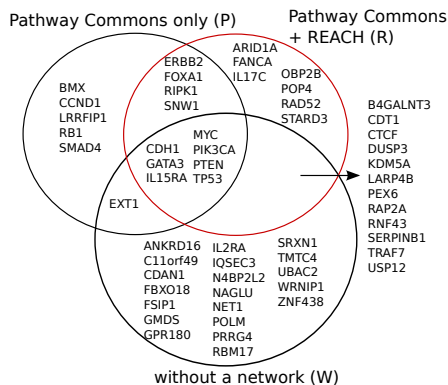 Pathway Commons only (P)
Pathway Commons
+ REACH (R)
ERBB2
FOXA1
RIPK1
SNW1
ARID1A
FANCA
IL17C
OBP2B
POP4
RAD52
STARD3
BMX
CCND1
LRRFIP1
RB1
SMAD4
CDH1
GATA3
IL15RA
MYC
PIK3CA
PTEN
TP53
EXT1
B4GALNT3
CDT1
CTCF
DUSP3
KDM5A
LARP4B
PEX6
RAP2A
RNF43
SERPINB1
TRAF7
USP12
ANKRD16
C11orf49
CDAN1
FBXO18
FSIP1
GMDS
GPR180
IL2RA
IQSEC3
N4BP2L2
NAGLU
NET1
POLM
PRRG4
RBM17
SRXN1
TMTC4
UBAC2
WRNIP1
ZNF438
without a network (W)